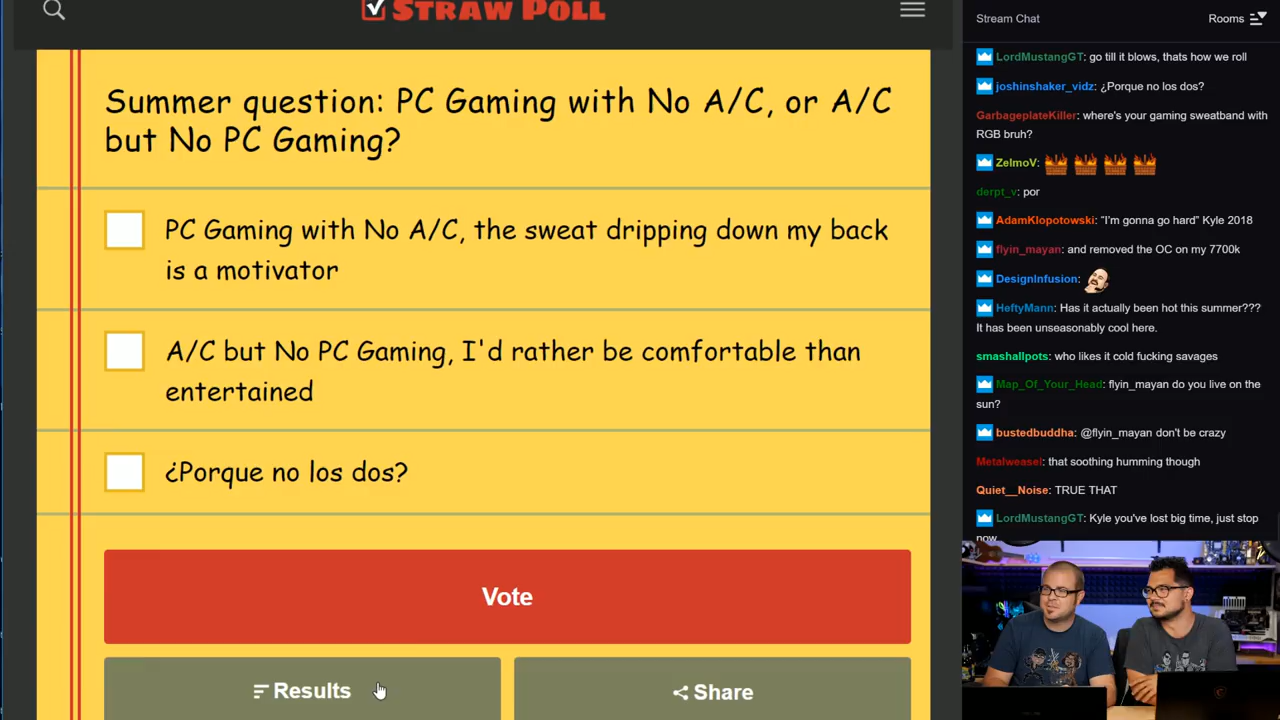 STRAW POLL
Summer question: PC Gaming with No A/C, or A/C
but No PC Gaming?
PC Gaming with No A/C, the sweat dripping down my back
is a motivator
A/C but No PC Gaming, I'd rather be comfortable than
entertained
¿Porque no los dos?
Vote
Results
Share
Stream Chat
Rooms
LordMustangGT: go till it blows, thats how we roll
joshinshaker_vidz: ¿Porque no los dos?
GarbageplateKiller: where's your gaming sweatband with
RGB bruh?
ZelmoV:
derpt_v: por
AdamKlopotowski: "I'm gonna go hard" Kyle 2018
flyin_mayan: and removed the OC on my 7700k
DesignInfusion:
HeftyMann: Has it actually been hot this summer???
It has been unseasonably cool here.
smashallpots: who likes it cold fucking savages
Map_Of_Your_Head: flyin_mayan do you live on the
sun?
bustedbuddha: @flyin_mayan don't be crazy
Metalweasel: that soothing humming though
Quiet__Noise: TRUE THAT
LordMustangGT: Kyle you've lost big time, just stop
now